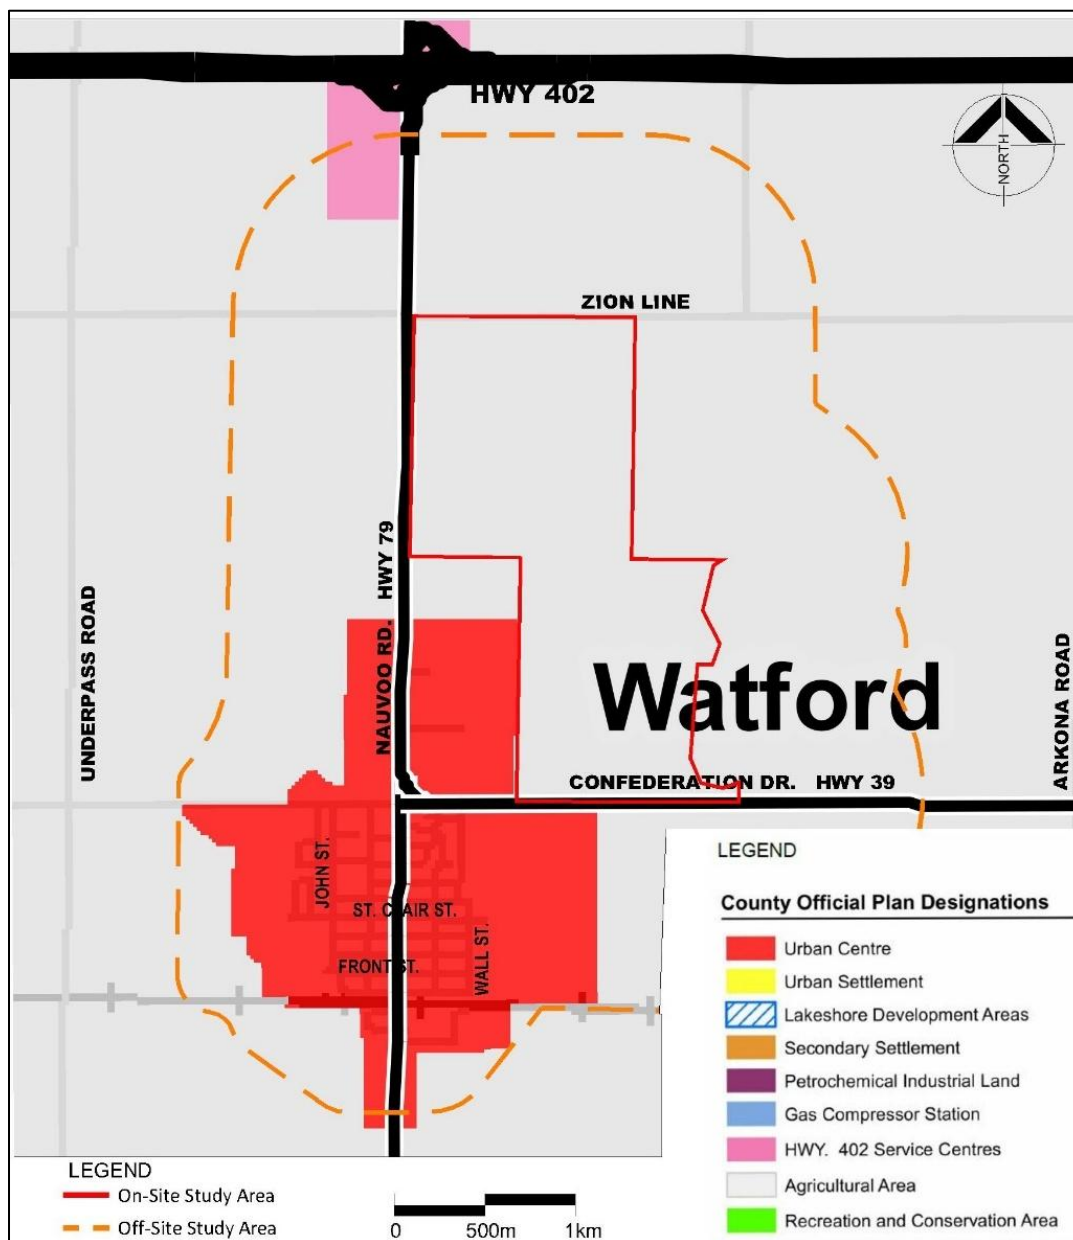 HWY 402
NORTH
ZION LINE
HWY 79
NAUVOO RD.
UNDERPASS ROAD
ARKONA ROAD
Watford
CONFEDERATION DR. HWY 39
JOHN ST.
ST. CLAIR ST.
WALL ST.
FRONT ST.
LEGEND
County Official Plan Designations
Urban Centre
Urban Settlement
Lakeshore Development Areas
Secondary Settlement
Petrochemical Industrial Land
Gas Compressor Station
HWY. 402 Service Centres
Agricultural Area
Recreation and Conservation Area
LEGEND
On-Site Study Area
Off-Site Study Area
0 500m 1km